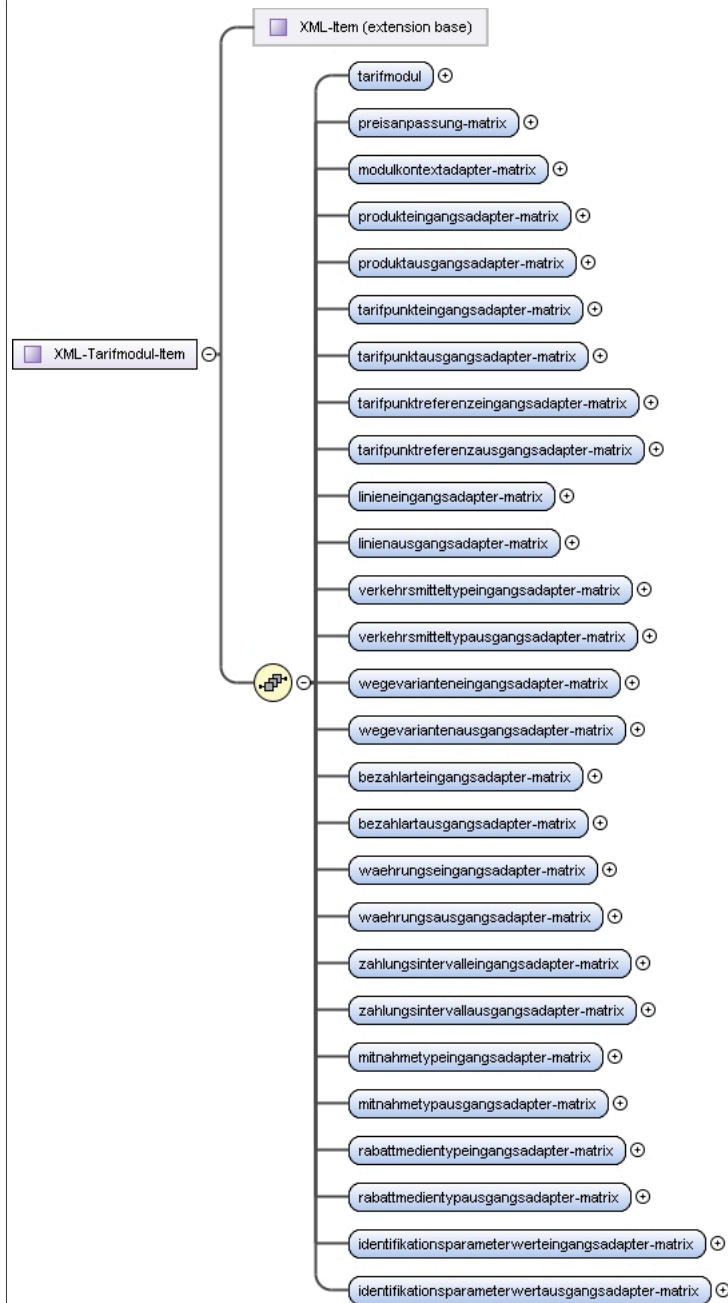 XML-Item (extension base)
tarifmodul
preisanpassung-matrix
modulkontextadapter-matrix
produkteingangsadapter-matrix
produktausgangsadapter-matrix
tarifpunkteingangsadapter-matrix
XML-Tarifmodul-Item
tarifpunktausgangsadapter-matrix
tarifpunktreferenzeingangsadapter-matrix
tarifpunktreferenzausgangsadapter-matrix
linieneingangsadapter-matrix
linienausgangsadapter-matrix
verkehrsmitteltypeingangsadapter-matrix
verkehrsmitteltypausgangsadapter-matrix
wegevarianteneingangsadapter-matrix
wegevariantenausgangsadapter-matrix
bezahlarteingangsadapter-matrix
bezahlartausgangsadapter-matrix
waehrungseingangsadapter-matrix
waehrungsausgangsadapter-matrix
zahlungsintervalleingangsadapter-matrix
zahlungsintervallausgangsadapter-matrix
mitnahmetypeingangsadapter-matrix
mitnahmetypausgangsadapter-matrix
rabattmedientypeingangsadapter-matrix
rabattmedientypausgangsadapter-matrix
identifikationsparameterwerteingangsadapter-matrix
identifikationsparameterwertausgangsadapter-matrix